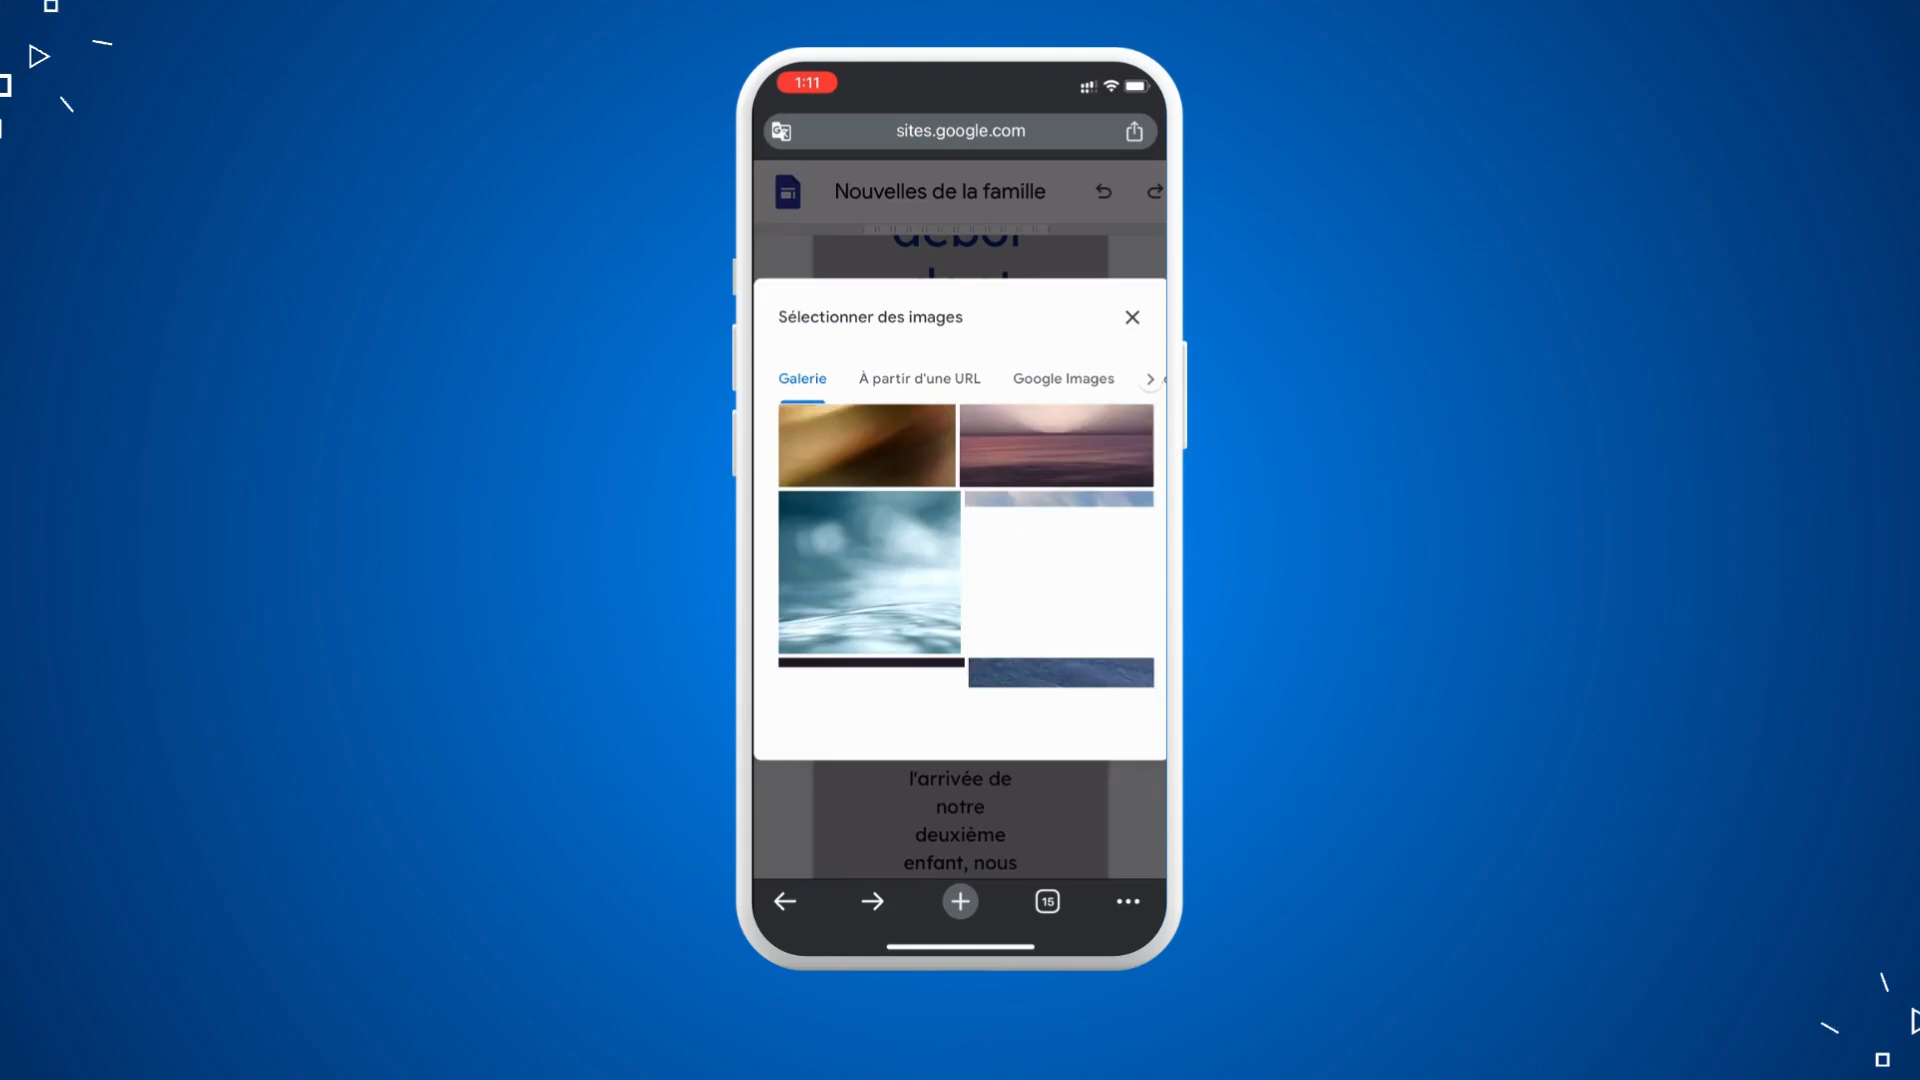 1:11
sites.google.com
Nouvelles de la famille
Sélectionner des images
Galerie
À partir d'une URL
Google Images
l'arrivée de
notre
deuxième
enfant, nous
15